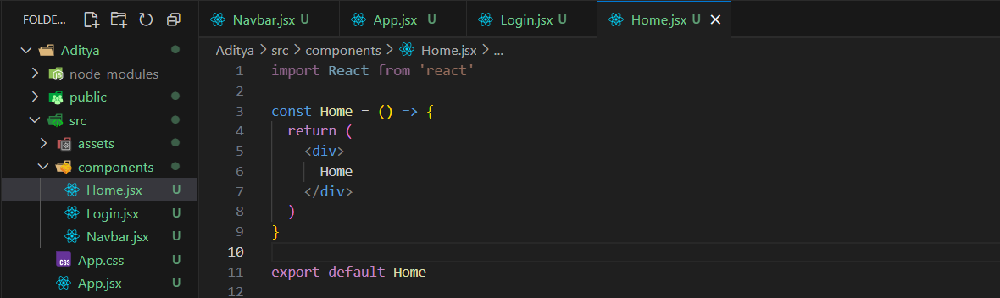 FOLDE...
Aditya
node_modules
public
src
assets
components
Home.jsx U
Login.jsx U
Navbar.jsx U
App.css U
App.jsx U
Navbar.jsx U
App.jsx U
Login.jsx U
Home.jsx U
Aditya > src > components > Home.jsx > ...
1 import React from 'react'
2
3 const Home = () => {
4 return (
5 <div>
6 Home
7 </div>
8 )
9 }
10
11 export default Home
12